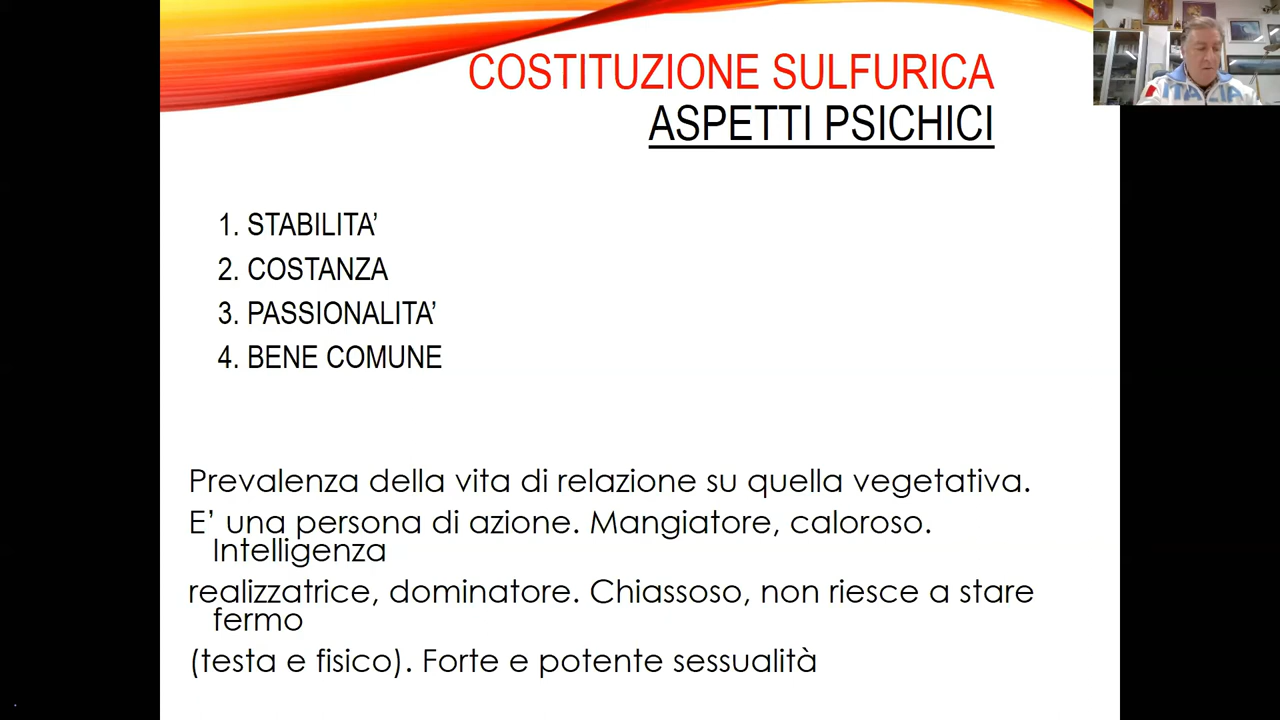 COSTITUZIONE SULFURICA
ASPETTI PSICHICI
ITALIA
1. STABILITA’
2. COSTANZA
3. PASSIONALITA’
4. BENE COMUNE
Prevalenza della vita di relazione su quella vegetativa.
E’ una persona di azione. Mangiatore, caloroso.
Intelligenza
realizzatrice, dominatore. Chiassoso, non riesce a stare
fermo
(testa e fisico). Forte e potente sessualità